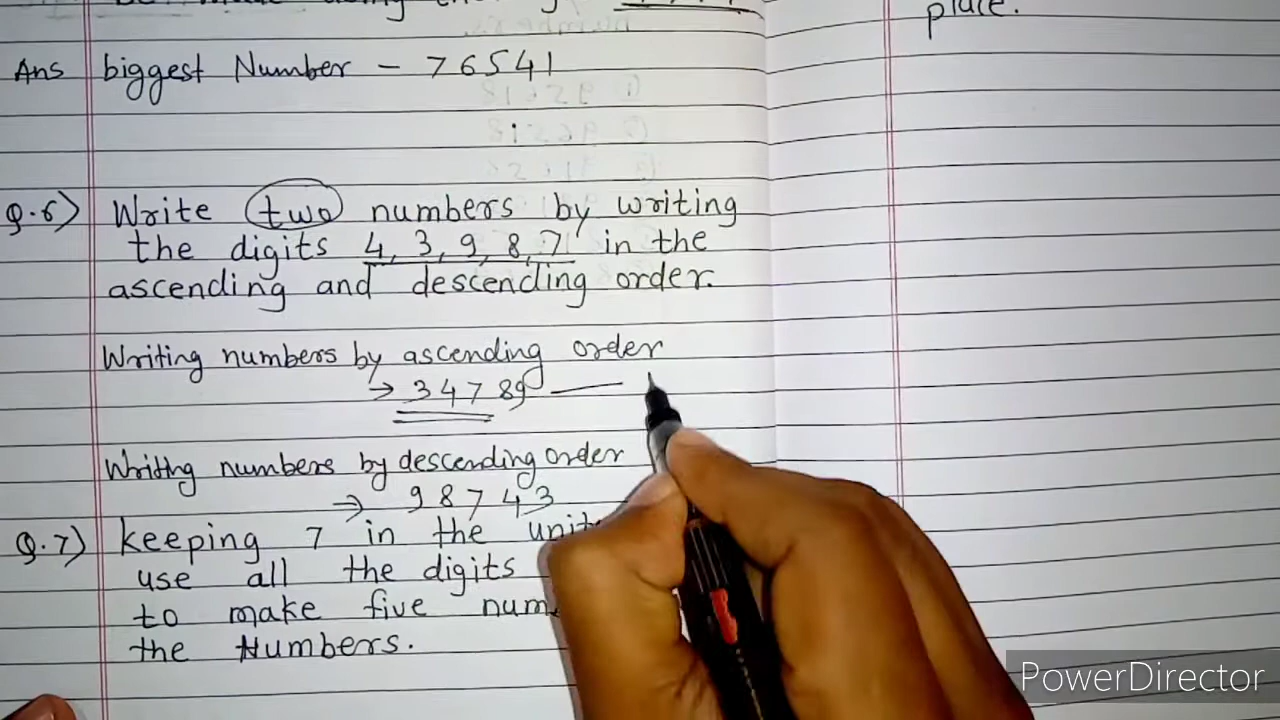 place.
Ans biggest Number - 76541
Q.6) Write two numbers by writing
the digits 4, 3, 9, 8, 7 in the
ascending and descending order.
Writing numbers by ascending order
→ 34789
Writing numbers by descending order
→ 98743
Q.7) keeping 7 in the
use all the digits
to make five
the Numbers.
PowerDirector